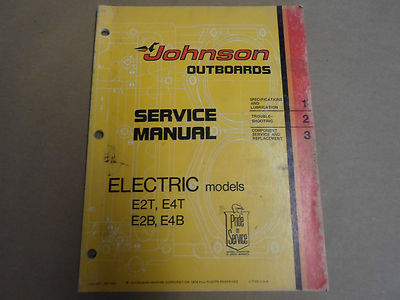 Johnson
OUTBOARDS
SERVICE
MANUAL
SPECIFICATIONS
AND
LUBRICATION
1
TROUBLE-
SHOOTING
2
COMPONENT
SERVICE AND
REPLACEMENT
3
ELECTRIC models
E2T, E4T
E2B, E4B
Pride
in
Service